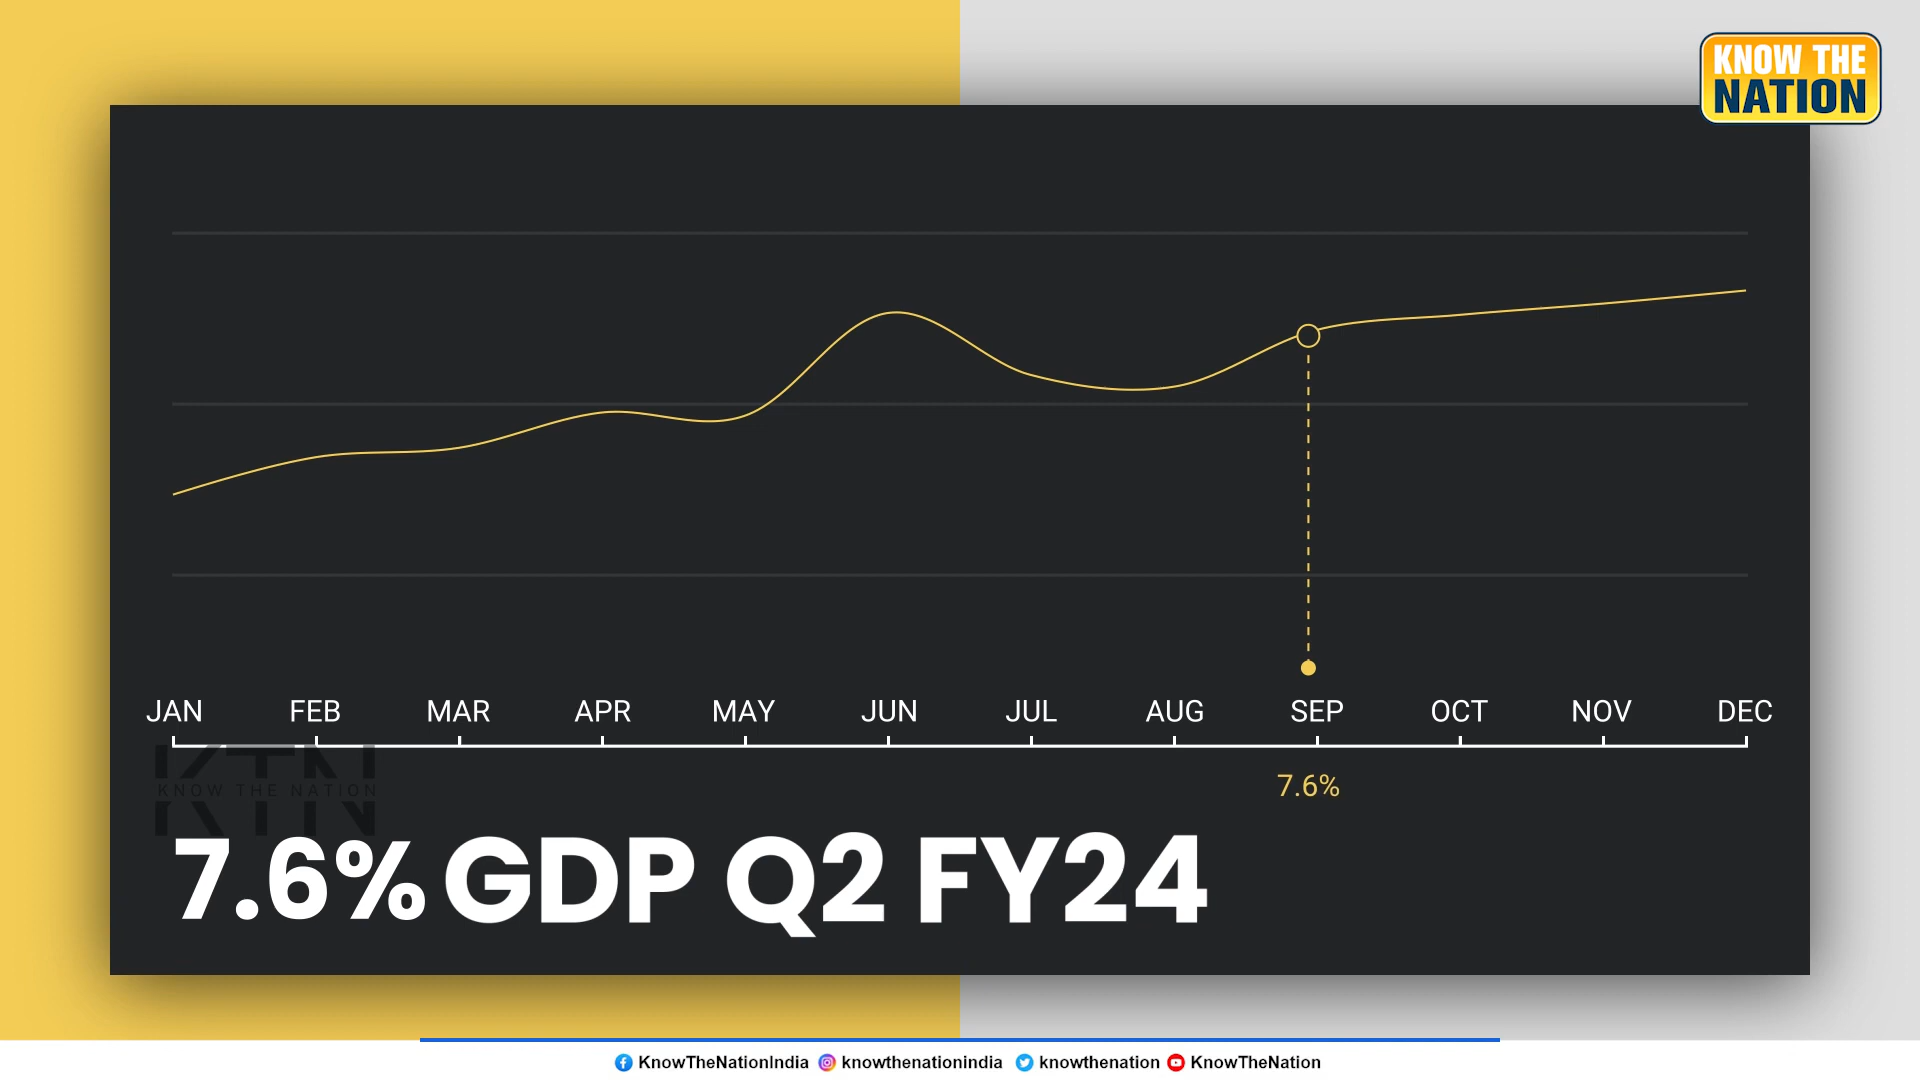 KNOW THE
NATION
JAN FEB MAR APR MAY JUN JUL AUG SEP OCT NOV DEC
KTN
KNOW THE NATION
7.6%
7.6% GDP Q2 FY24
KnowTheNationIndia knowthenationindia knowthenation KnowTheNation